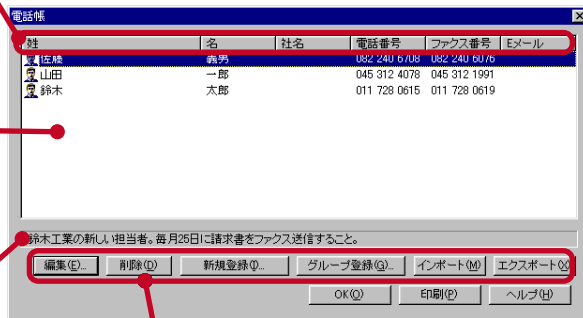 電話帳
姓 名 社名 電話番号 ファクス番号 Eメール
佐藤 義男 082 240 6708 082 240 6076
山田 一郎 045 312 4078 045 312 1991
鈴木 太郎 011 728 0615 011 728 0619
鈴木工業の新しい担当者。毎月25日に請求書をファクス送信すること。
編集(E)... 削除(D) 新規登録(I)... グループ登録(G)... インポート(M) エクスポート(X)
OK(O) 印刷(P) ヘルプ(H)